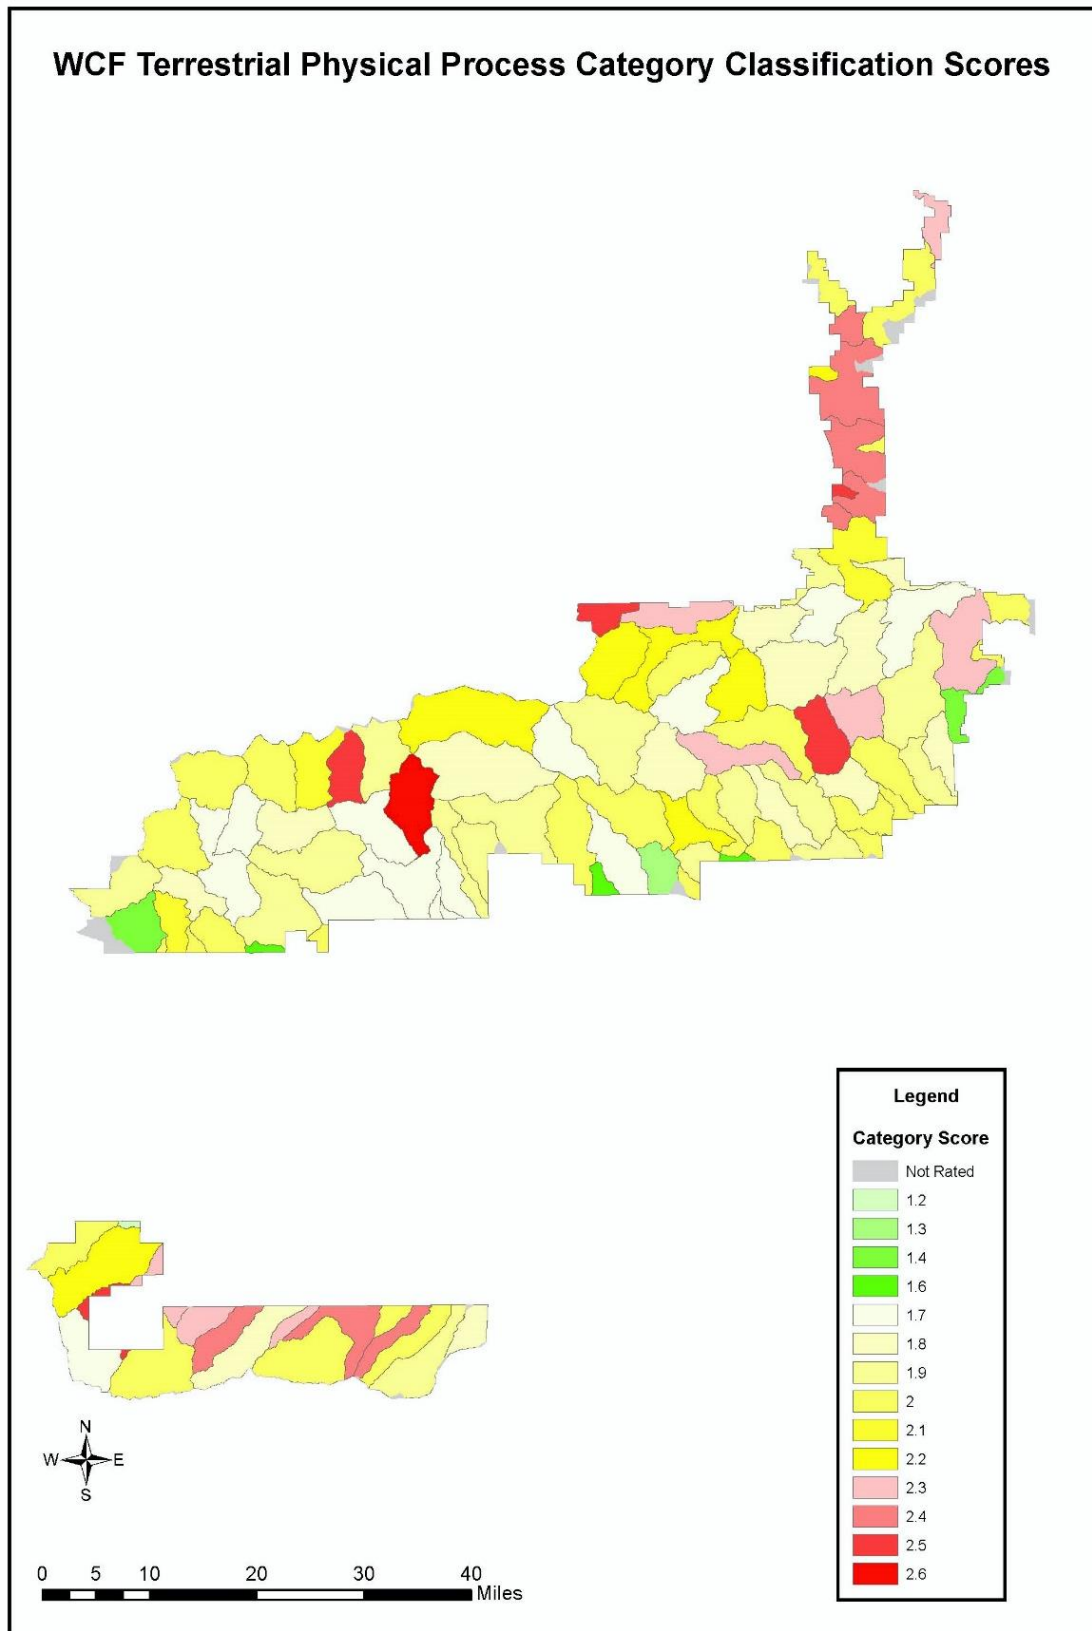 WCF Terrestrial Physical Process Category Classification Scores
Legend
Category Score
Not Rated
1.2
1.3
1.4
1.6
1.7
1.8
1.9
2
2.1
2.2
2.3
2.4
2.5
2.6
N
W E
S
0 5 10 20 30 40
Miles